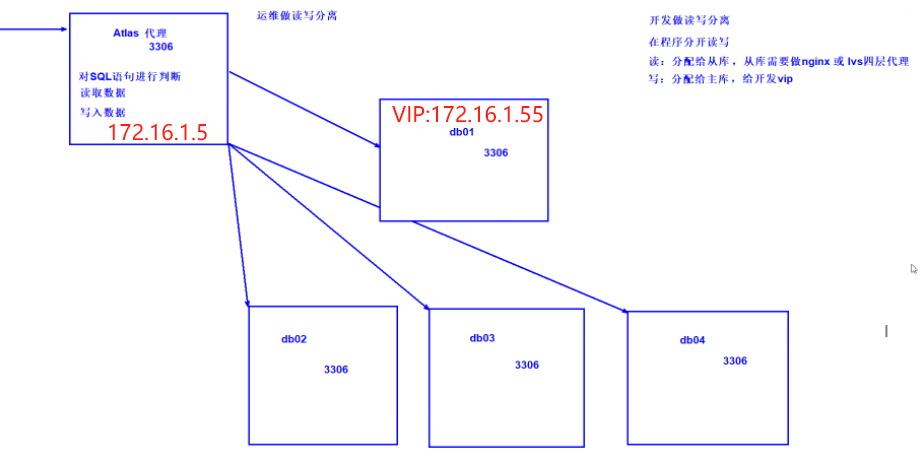 运维做读写分离
开发做读写分离
在程序分开读写
读：分配给从库，从库需要做nginx 或 lvs四层代理
写：分配给主库，给开发vip
Atlas 代理
3306
对SQL语句进行判断
读取数据
写入数据
172.16.1.5
VIP:172.16.1.55
db01
3306
db02
3306
db03
3306
db04
3306